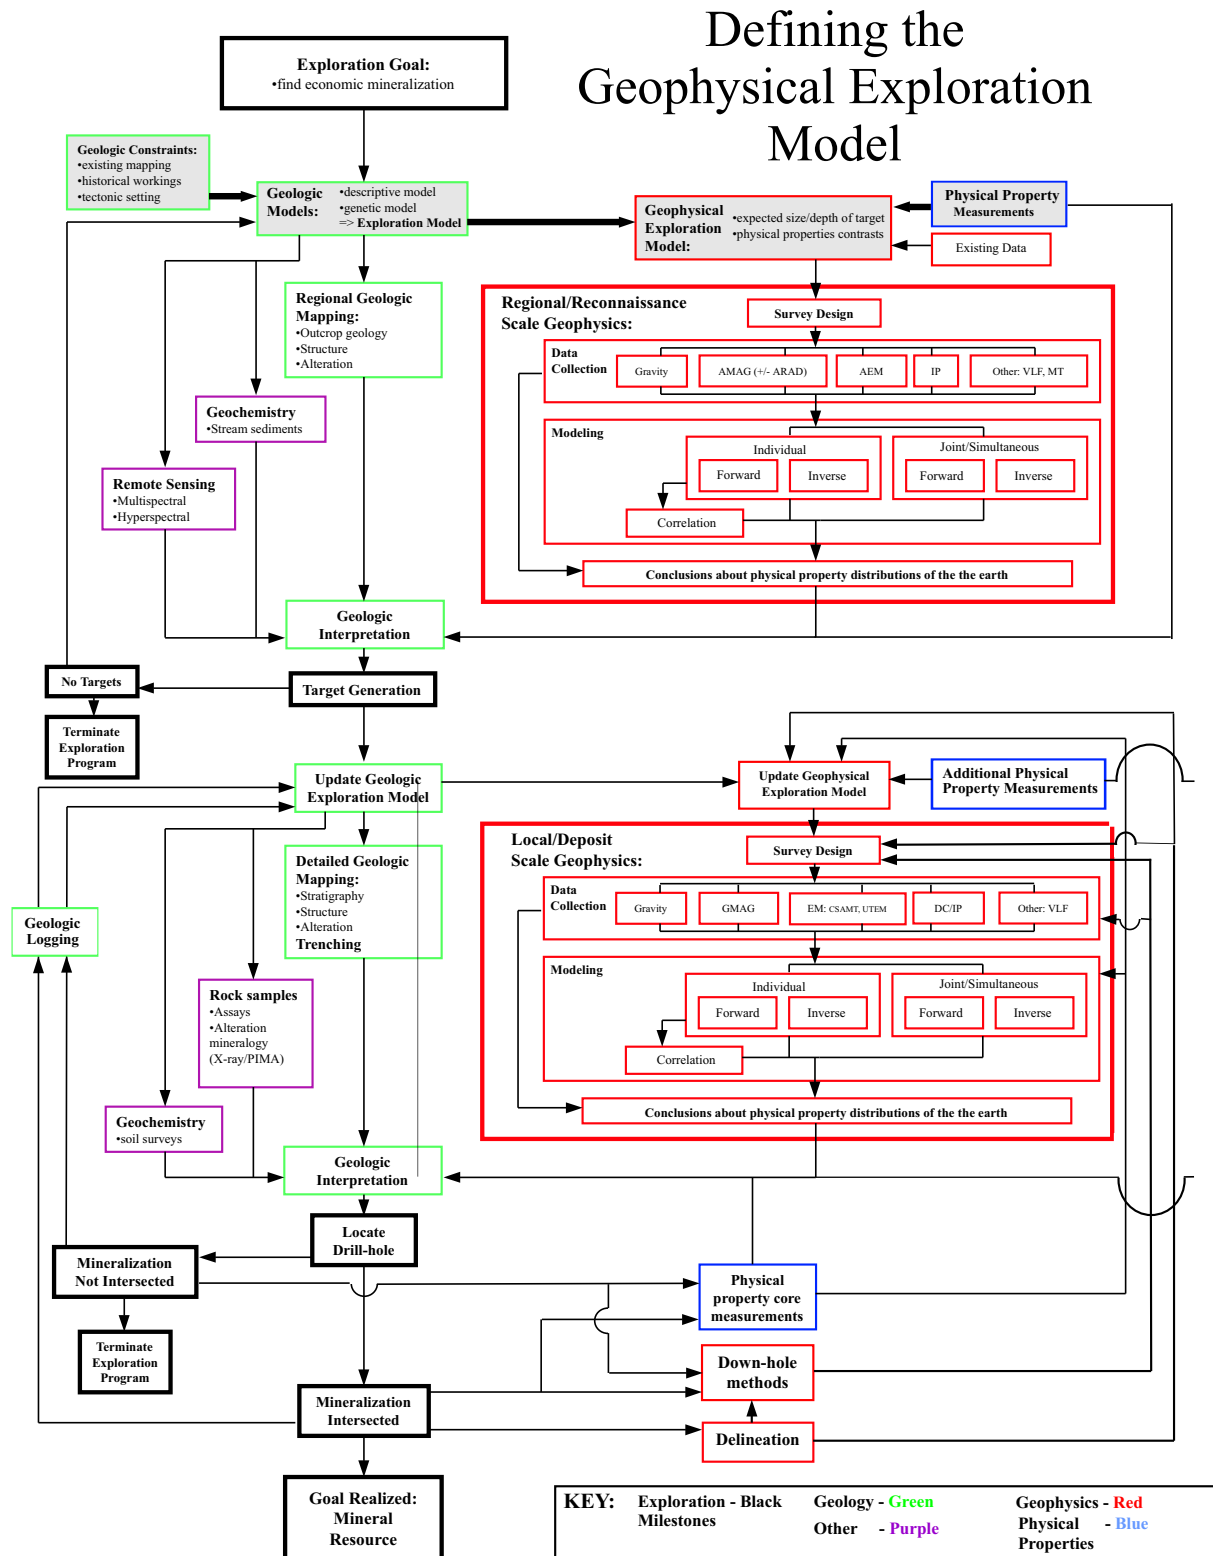 Defining the
Geophysical Exploration
Model
Exploration Goal:
•find economic mineralization
Geologic Constraints:
•existing mapping
•historical workings
•tectonic setting
Geologic
Models:
•descriptive model
•genetic model
=> Exploration Model
Geophysical
Exploration
Model:
•expected size/depth of target
•physical properties contrasts
Physical Property
Measurements
Existing Data
Regional Geologic
Mapping:
•Outcrop geology
•Structure
•Alteration
Geochemistry
•Stream sediments
Remote Sensing
•Multispectral
•Hyperspectral
Regional/Reconnaissance
Scale Geophysics:
Survey Design
Data
Collection
Gravity
AMAG (+/- ARAD)
AEM
IP
Other: VLF, MT
Modeling
Individual
Forward
Inverse
Joint/Simultaneous
Forward
Inverse
Correlation
Conclusions about physical property distributions of the the earth
Geologic
Interpretation
No Targets
Target Generation
Terminate
Exploration
Program
Update Geologic
Exploration Model
Update Geophysical
Exploration Model
Additional Physical
Property Measurements
Detailed Geologic
Mapping:
•Stratigraphy
•Structure
•Alteration
Trenching
Geologic
Logging
Rock samples
•Assays
•Alteration
mineralogy
(X-ray/PIMA)
Geochemistry
•soil surveys
Local/Deposit
Scale Geophysics:
Survey Design
Data
Collection
Gravity
GMAG
EM: CSAMT, UTEM
DC/IP
Other: VLF
Modeling
Individual
Forward
Inverse
Joint/Simultaneous
Forward
Inverse
Correlation
Conclusions about physical property distributions of the the earth
Geologic
Interpretation
Locate
Drill-hole
Mineralization
Not Intersected
Terminate
Exploration
Program
Physical
property core
measurements
Down-hole
methods
Mineralization
Intersected
Delineation
Goal Realized:
Mineral
Resource
KEY:
Exploration - Black
Milestones
Geology - Green
Other - Purple
Geophysics - Red
Physical - Blue
Properties